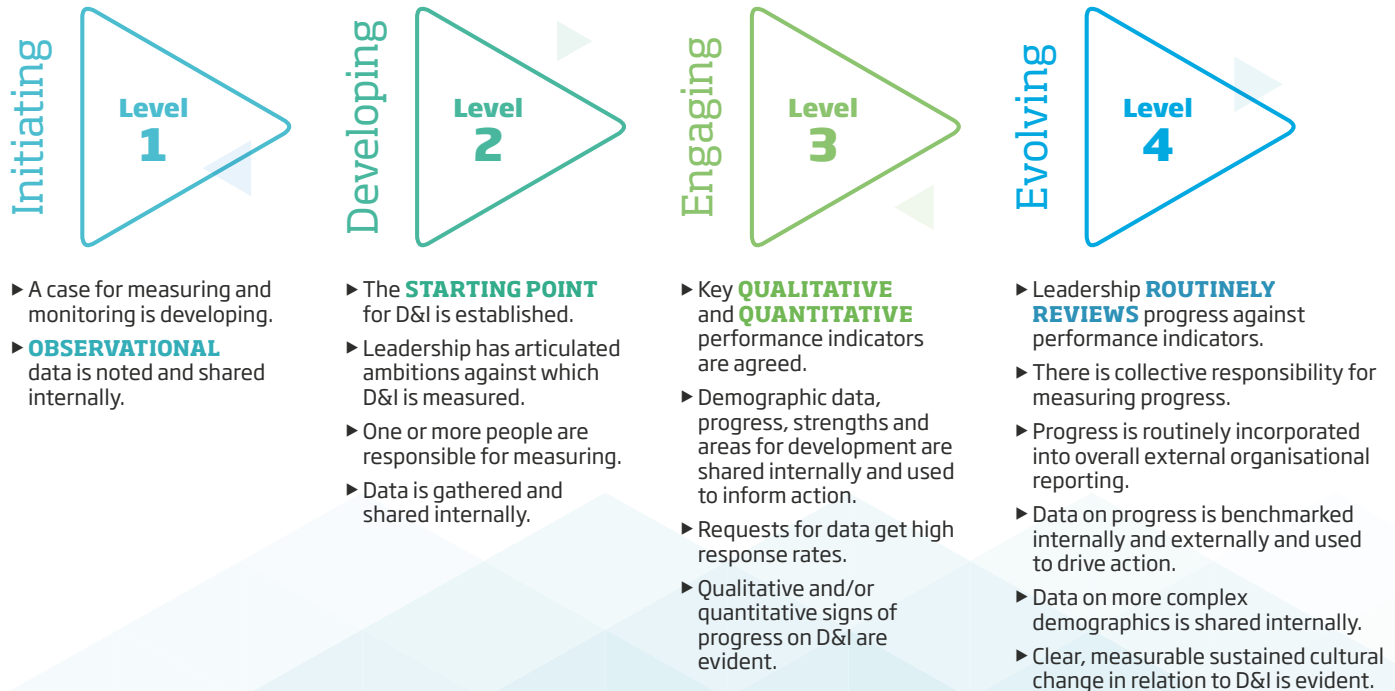 Initiating
Level
1
▶ A case for measuring and
monitoring is developing.
▶ OBSERVATIONAL
data is noted and shared
internally.
Developing
Level
2
▶ The STARTING POINT
for D&I is established.
▶ Leadership has articulated
ambitions against which
D&I is measured.
▶ One or more people are
responsible for measuring.
▶ Data is gathered and
shared internally.
Engaging
Level
3
▶ Key QUALITATIVE
and QUANTITATIVE
performance indicators
are agreed.
▶ Demographic data,
progress, strengths and
areas for development are
shared internally and used
to inform action.
▶ Requests for data get high
response rates.
▶ Qualitative and/or
quantitative signs of
progress on D&I are
evident.
Evolving
Level
4
▶ Leadership ROUTINELY
REVIEWS progress against
performance indicators.
▶ There is collective responsibility for
measuring progress.
▶ Progress is routinely incorporated
into overall external organisational
reporting.
▶ Data on progress is benchmarked
internally and externally and used
to drive action.
▶ Data on more complex
demographics is shared internally.
▶ Clear, measurable sustained cultural
change in relation to D&I is evident.